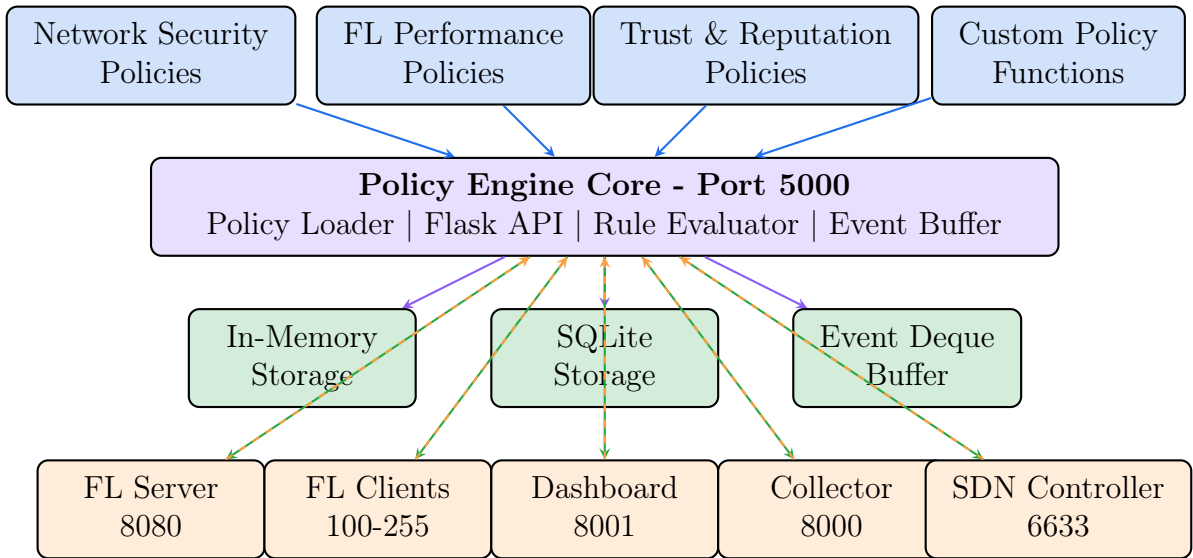 Network Security
Policies
FL Performance
Policies
Trust & Reputation
Policies
Custom Policy
Functions
Policy Engine Core - Port 5000
Policy Loader | Flask API | Rule Evaluator | Event Buffer
In-Memory
Storage
SQLite
Storage
Event Deque
Buffer
FL Server
8080
FL Clients
100-255
Dashboard
8001
Collector
8000
SDN Controller
6633